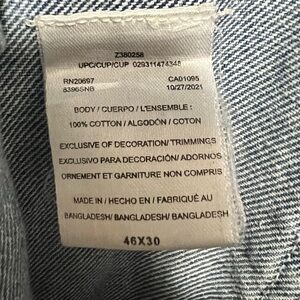 Z380258
UPC/CUP/CUP 029311474348
RN20697 CA01095
8396SNB 10/27/2021
BODY / CUERPO / L'ENSEMBLE :
100% COTTON / ALGODÓN / COTON
EXCLUSIVE OF DECORATION/TRIMMINGS
EXCLUSIVO PARA DECORACIÓN/ ADORNOS
ORNEMENT ET GARNITURE NON COMPRIS
MADE IN / HECHO EN / FABRIQUÉ AU
BANGLADESH/ BANGLADESH/ BANGLADESH
46X30